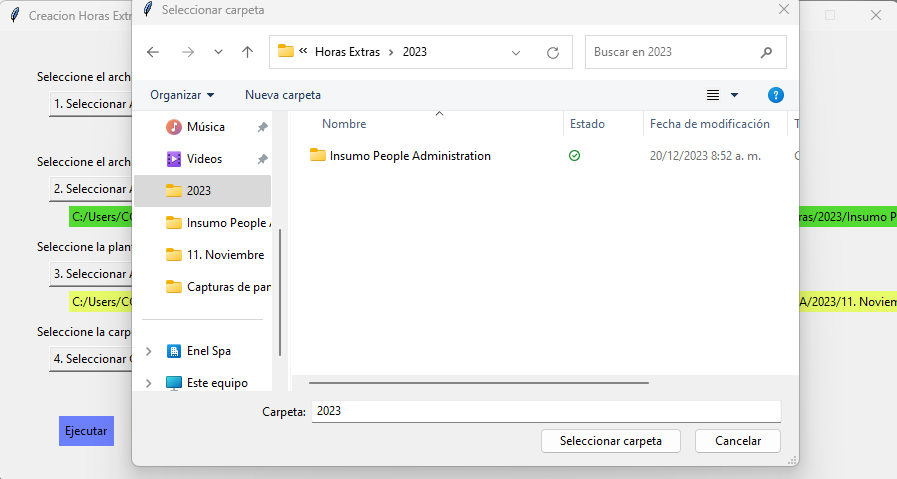 Creacion Horas Extr
Seleccionar carpeta
Horas Extras
2023
Buscar en 2023
Organizar
Nueva carpeta
Música
Videos
2023
Insumo People A
11. Noviembre
Capturas de pan
Enel Spa
Este equipo
Nombre
Estado
Fecha de modificación
T
Insumo People Administration
20/12/2023 8:52 a. m.
C
Carpeta:
2023
Seleccionar carpeta
Cancelar
Seleccione el arch
1. Seleccionar A
Seleccione el arch
2. Seleccionar A
C:/Users/CO
ras/2023/Insumo P
Seleccione la plant
3. Seleccionar A
C:/Users/CO
A/2023/11. Noviem
Seleccione la carpe
4. Seleccionar C
Ejecutar